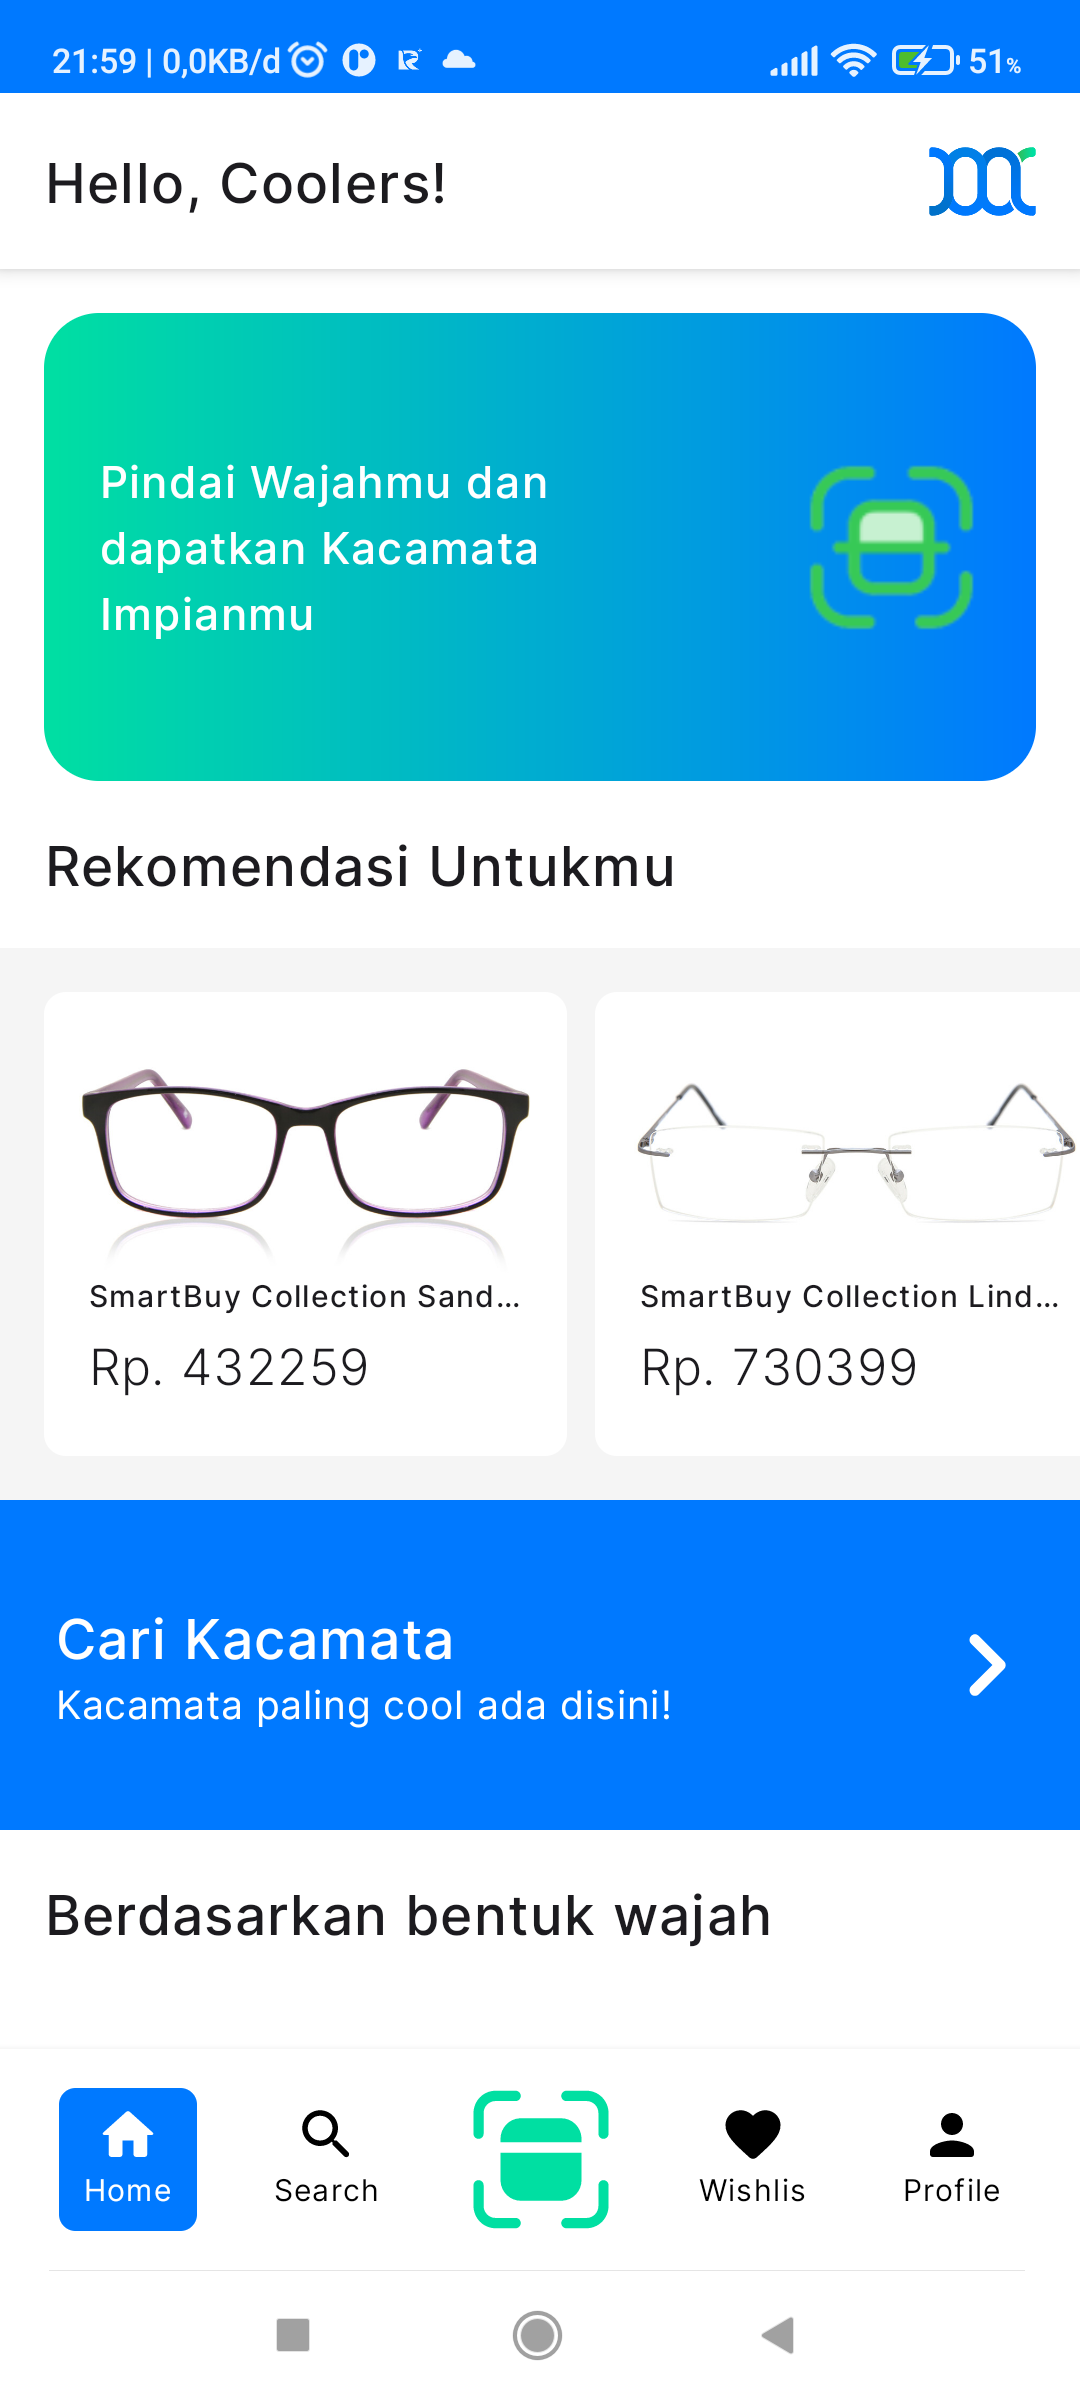 21:59 | 0,0KB/d
51%
Hello, Coolers!
Pindai Wajahmu dan
dapatkan Kacamata
Impianmu
Rekomendasi Untukmu
SmartBuy Collection Sand...
Rp. 432259
SmartBuy Collection Lind...
Rp. 730399
Cari Kacamata
Kacamata paling cool ada disini!
Berdasarkan bentuk wajah
Home
Search
Wishlis
Profile